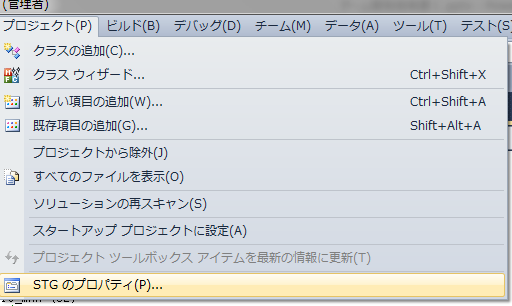 (管理者)
プロジェクト(P) ビルド(B) デバッグ(D) チーム(M) データ(A) ツール(T) テスト(S)
クラスの追加(C)...
クラス ウィザード... Ctrl+Shift+X
新しい項目の追加(W)... Ctrl+Shift+A
既存項目の追加(G)... Shift+Alt+A
プロジェクトから除外(J)
すべてのファイルを表示(O)
ソリューションの再スキャン(S)
スタートアップ プロジェクトに設定(A)
プロジェクト ツールボックス アイテムを最新の情報に更新(T)
STG のプロパティ(P)...